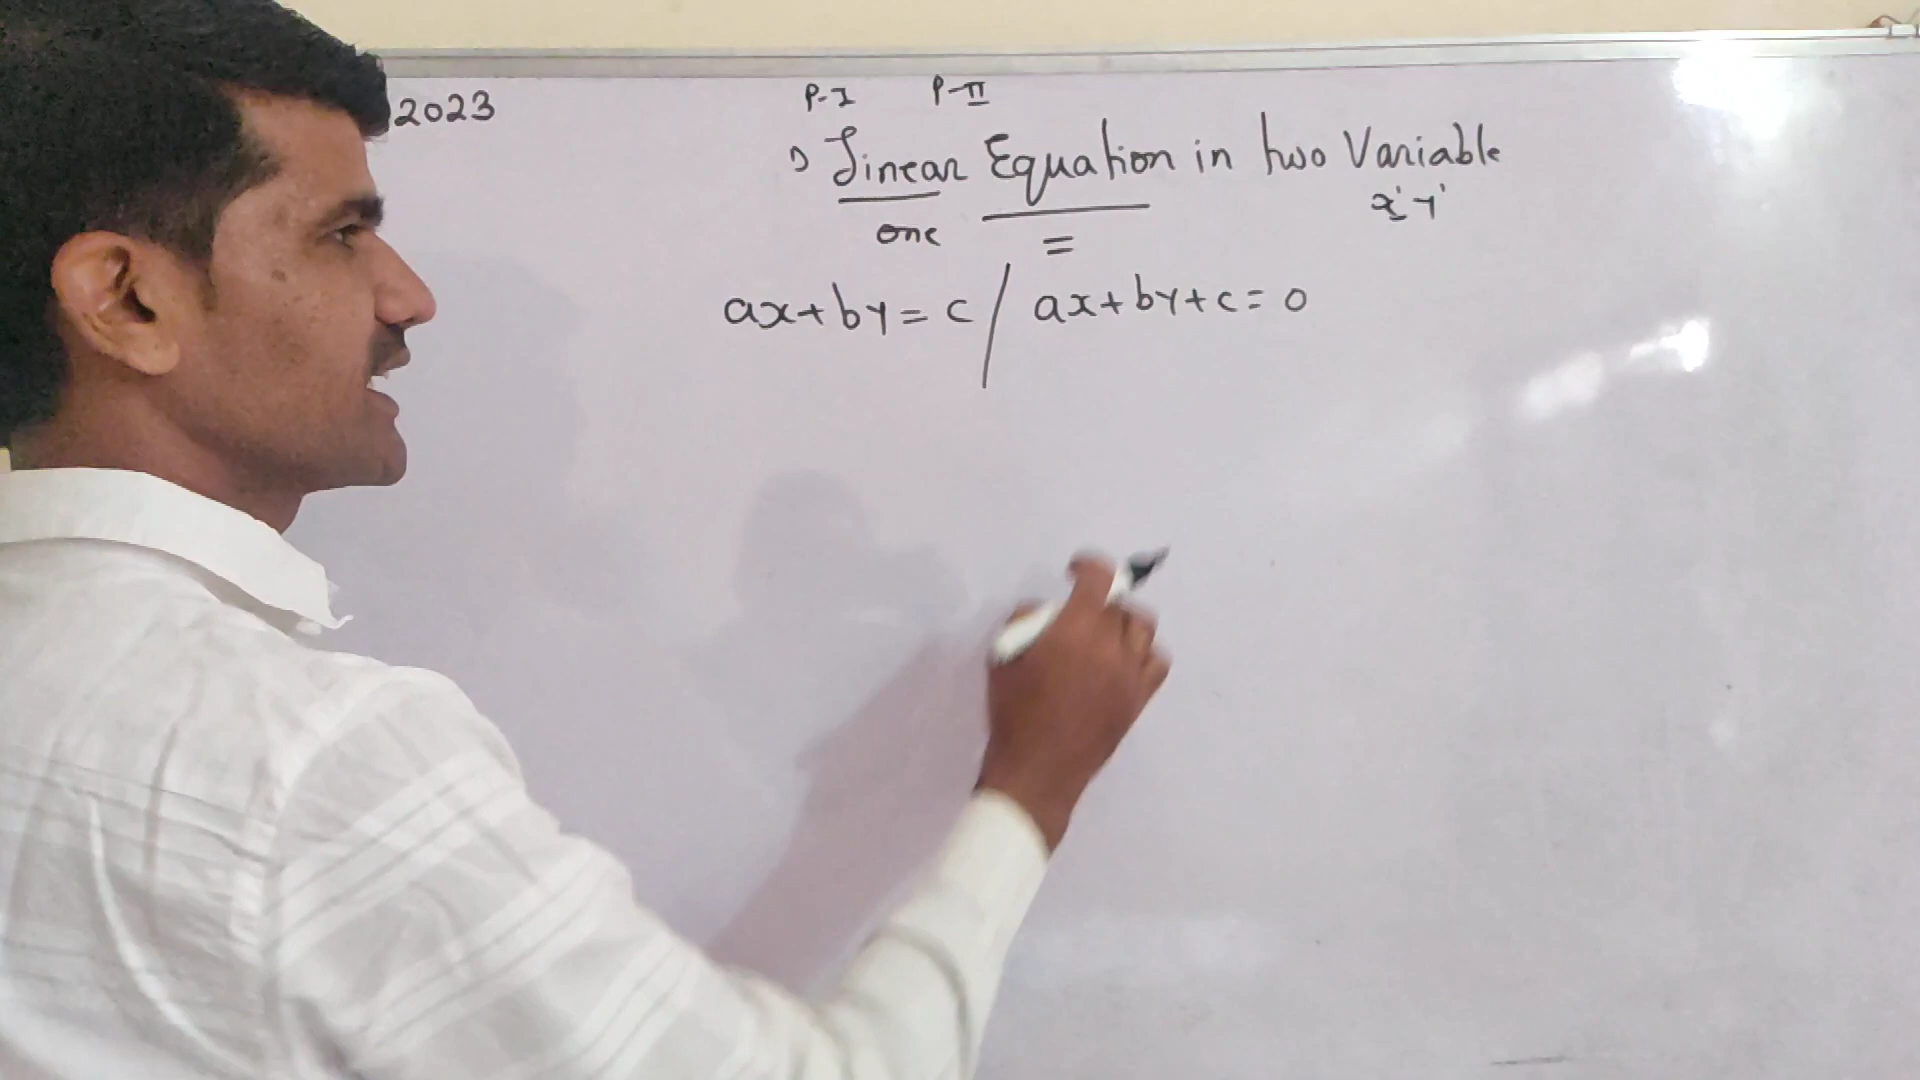 2023
P-I P-II
1) Linear Equation in two Variable
one = x' y'
ax+by=c / ax+by+c=0